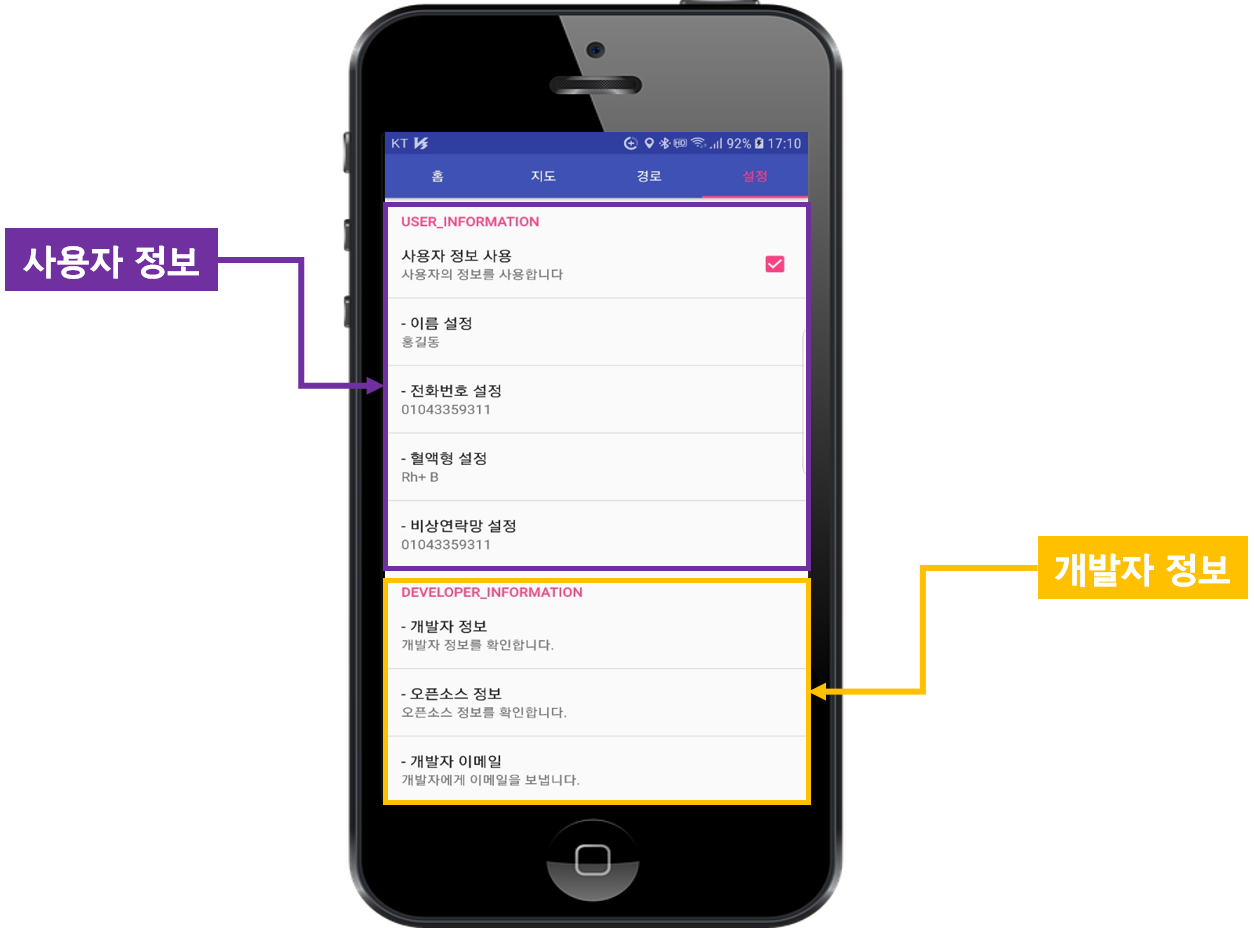 KT 92% 17:10
홈 지도 경로 설정
USER_INFORMATION
사용자 정보 사용
사용자의 정보를 사용합니다
- 이름 설정
홍길동
- 전화번호 설정
01043359311
- 혈액형 설정
Rh+ B
- 비상연락망 설정
01043359311
DEVELOPER_INFORMATION
- 개발자 정보
개발자 정보를 확인합니다.
- 오픈소스 정보
오픈소스 정보를 확인합니다.
- 개발자 이메일
개발자에게 이메일을 보냅니다.
사용자 정보
개발자 정보